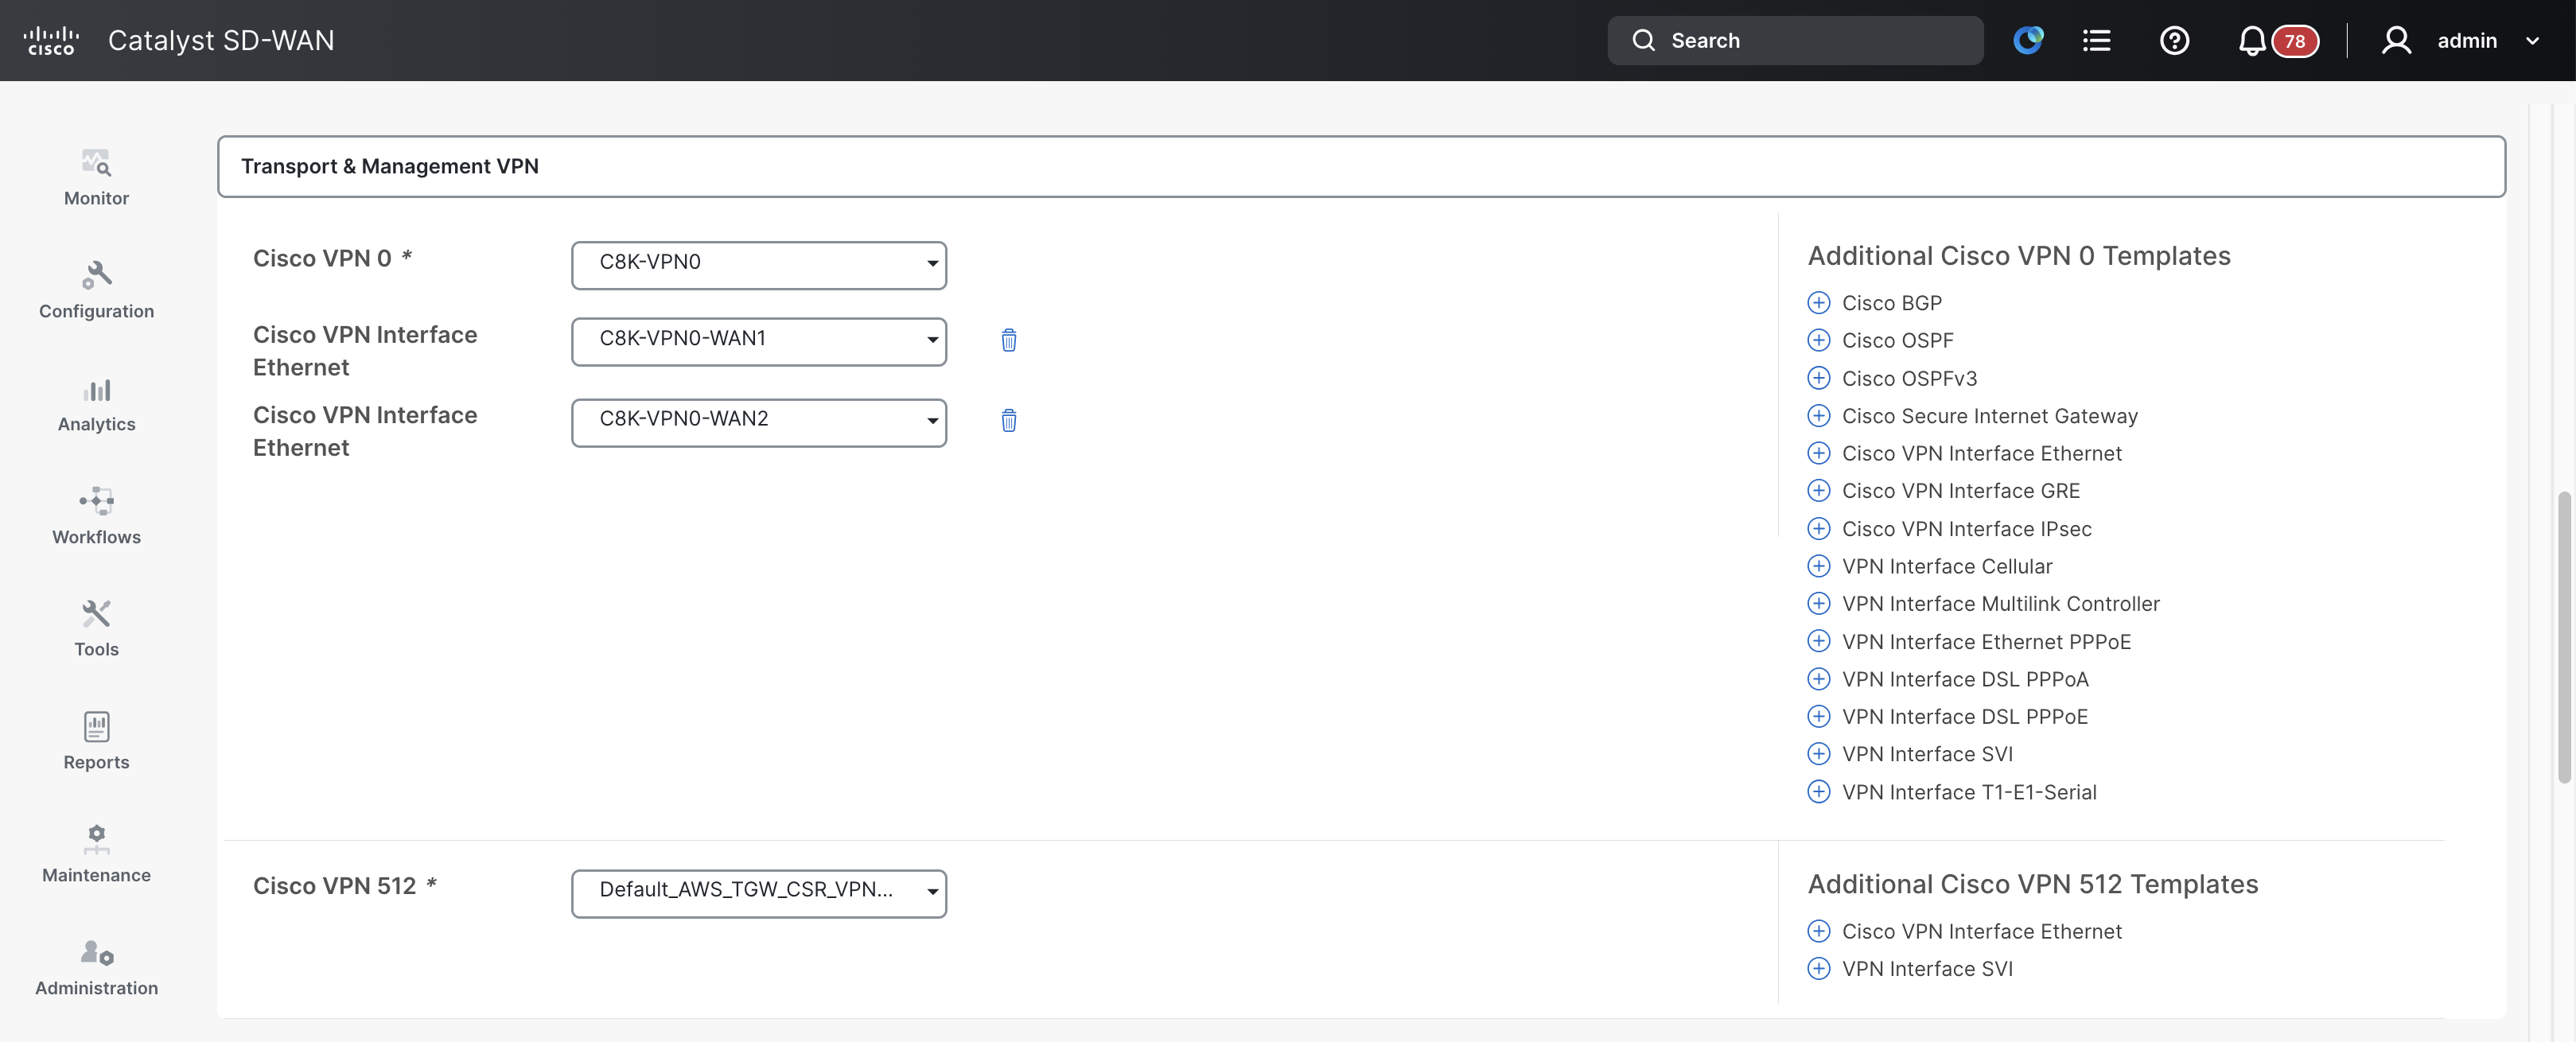 cisco
Catalyst SD-WAN
Search
78
admin
Monitor
Configuration
Analytics
Workflows
Tools
Reports
Maintenance
Administration
Transport & Management VPN
Cisco VPN 0 *
C8K-VPN0
Cisco VPN Interface
Ethernet
C8K-VPN0-WAN1
Cisco VPN Interface
Ethernet
C8K-VPN0-WAN2
Additional Cisco VPN 0 Templates
Cisco BGP
Cisco OSPF
Cisco OSPFv3
Cisco Secure Internet Gateway
Cisco VPN Interface Ethernet
Cisco VPN Interface GRE
Cisco VPN Interface IPsec
VPN Interface Cellular
VPN Interface Multilink Controller
VPN Interface Ethernet PPPoE
VPN Interface DSL PPPoA
VPN Interface DSL PPPoE
VPN Interface SVI
VPN Interface T1-E1-Serial
Cisco VPN 512 *
Default_AWS_TGW_CSR_VPN...
Additional Cisco VPN 512 Templates
Cisco VPN Interface Ethernet
VPN Interface SVI